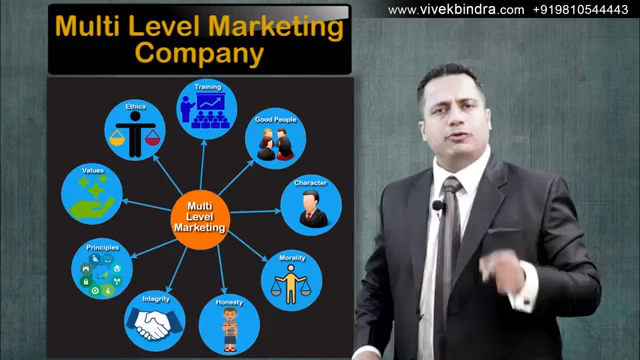 www.vivekbindra.com +919810544443
Multi Level Marketing
Company
Training
Ethics
Good People
Values
Character
Multi
Level
Marketing
Principles
Morality
Integrity
Honesty